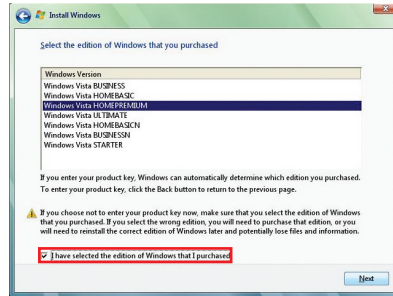 Install Windows
Select the edition of Windows that you purchased
Windows Version
Windows Vista BUSINESS
Windows Vista HOMEBASIC
Windows Vista HOMEPREMIUM
Windows Vista ULTIMATE
Windows Vista HOMEBASICN
Windows Vista BUSINESSN
Windows Vista STARTER
If you enter your product key, Windows can automatically determine which edition you purchased.
To enter your product key, click the Back button to return to the previous page.
If you choose not to enter your product key now, make sure that you select the edition of Windows
that you purchased. If you select the wrong edition, you will need to purchase that edition, or you
will need to reinstall the correct edition of Windows later and potentially lose files and information.
I have selected the edition of Windows that I purchased
Next